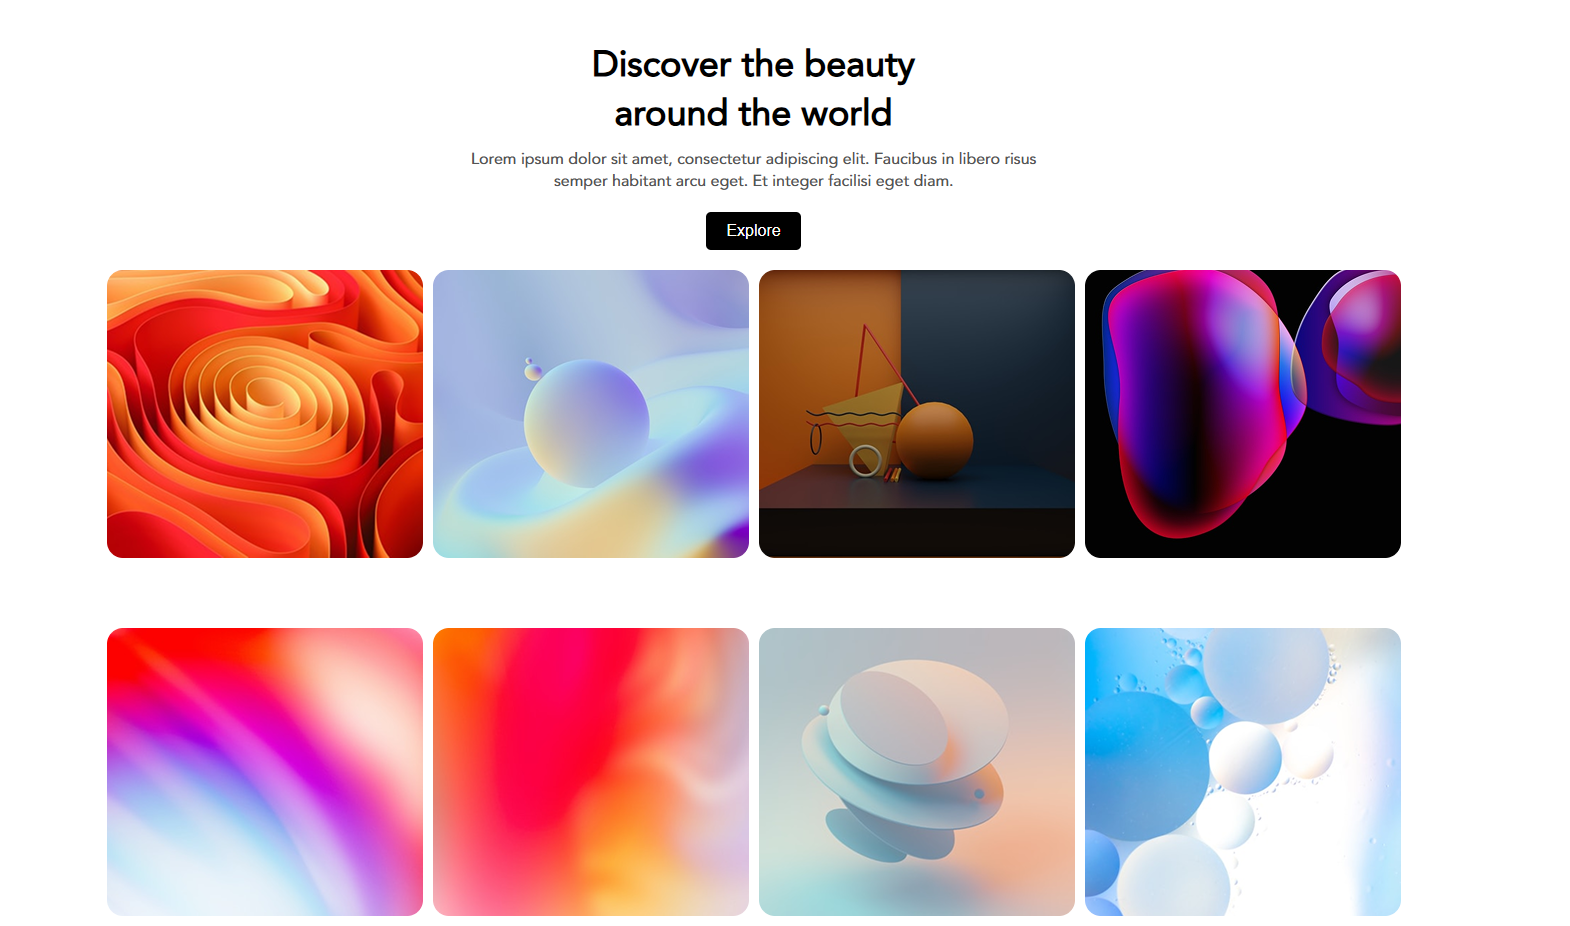 Discover the beauty
around the world
Lorem ipsum dolor sit amet, consectetur adipiscing elit. Faucibus in libero risus
semper habitant arcu eget. Et integer facilisi eget diam.
Explore